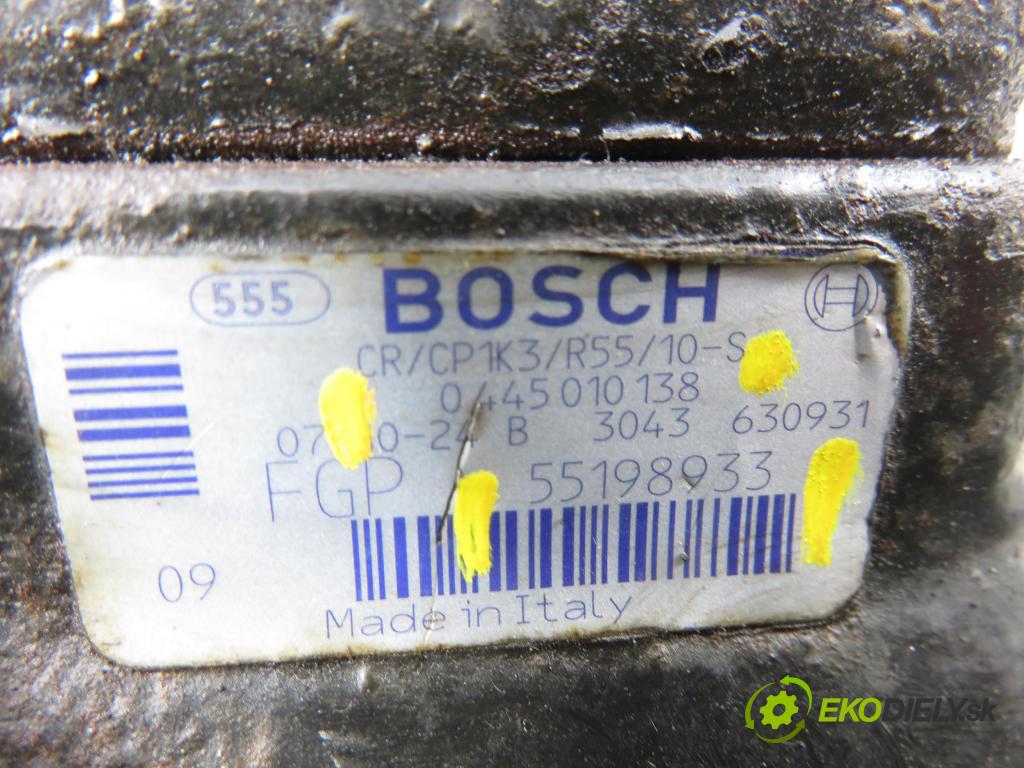 555 BOSCH
CR/CP1K3/R55/10-S
0445010138
B 3043 630931
FGP 55198933
09
Made in Italy
EKODIELY.sk